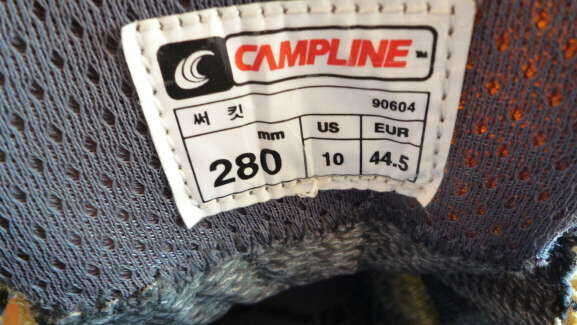 CAMPLINE™
써 킷 90604
mm US EUR
280 10 44.5